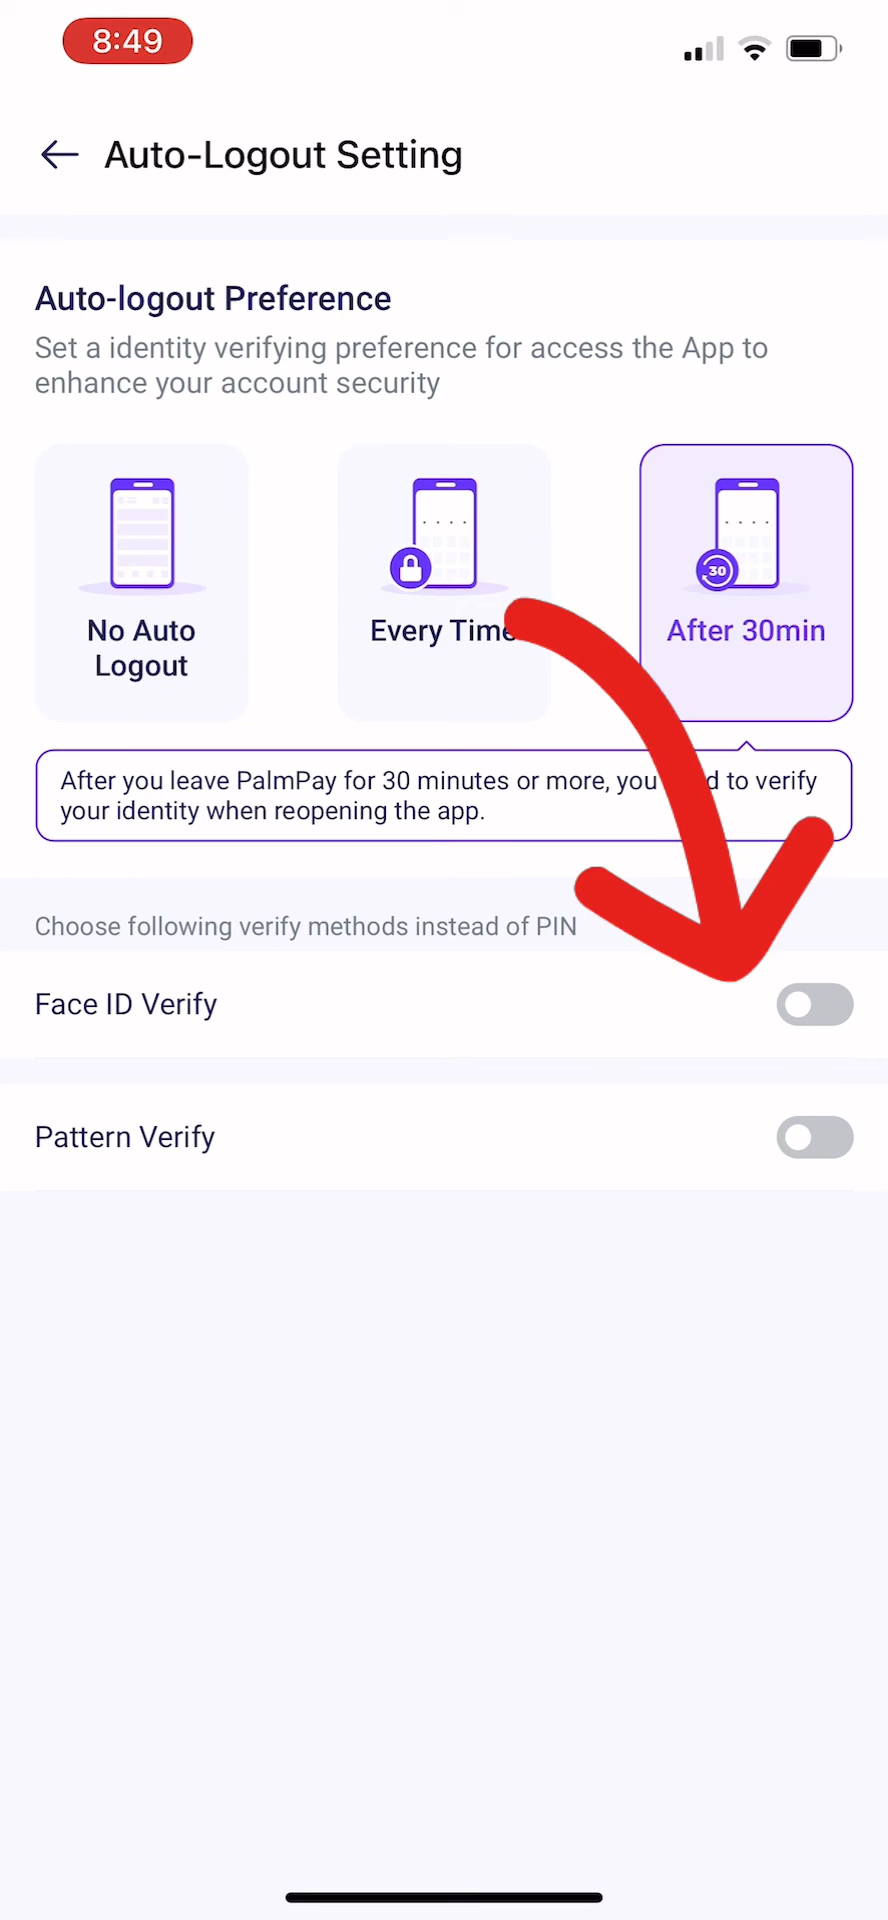 8:49
Auto-Logout Setting
Auto-logout Preference
Set a identity verifying preference for access the App to
enhance your account security
30
No Auto
Logout
Every Time
After 30min
After you leave PalmPay for 30 minutes or more, you to verify
your identity when reopening the app.
Choose following verify methods instead of PIN
Face ID Verify
Pattern Verify